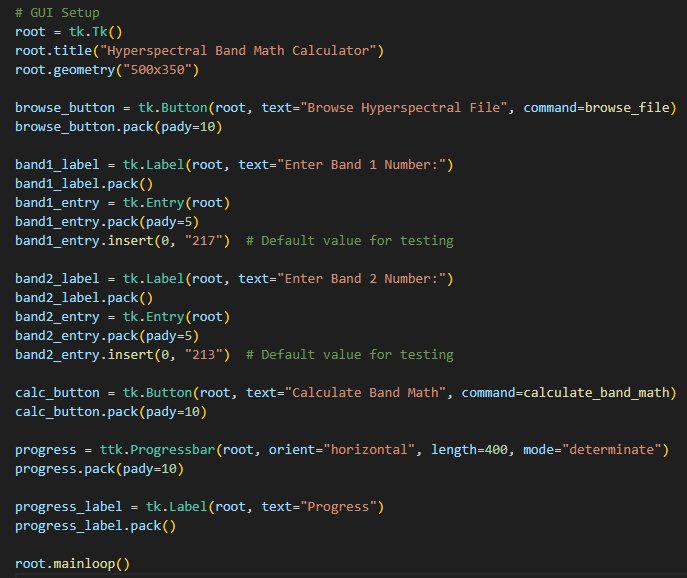 # GUI Setup
root = tk.Tk()
root.title("Hyperspectral Band Math Calculator")
root.geometry("500x350")
browse_button = tk.Button(root, text="Browse Hyperspectral File", command=browse_file)
browse_button.pack(pady=10)
band1_label = tk.Label(root, text="Enter Band 1 Number:")
band1_label.pack()
band1_entry = tk.Entry(root)
band1_entry.pack(pady=5)
band1_entry.insert(0, "217")  # Default value for testing
band2_label = tk.Label(root, text="Enter Band 2 Number:")
band2_label.pack()
band2_entry = tk.Entry(root)
band2_entry.pack(pady=5)
band2_entry.insert(0, "213")  # Default value for testing
calc_button = tk.Button(root, text="Calculate Band Math", command=calculate_band_math)
calc_button.pack(pady=10)
progress = ttk.Progressbar(root, orient="horizontal", length=400, mode="determinate")
progress.pack(pady=10)
progress_label = tk.Label(root, text="Progress")
progress_label.pack()
root.mainloop()